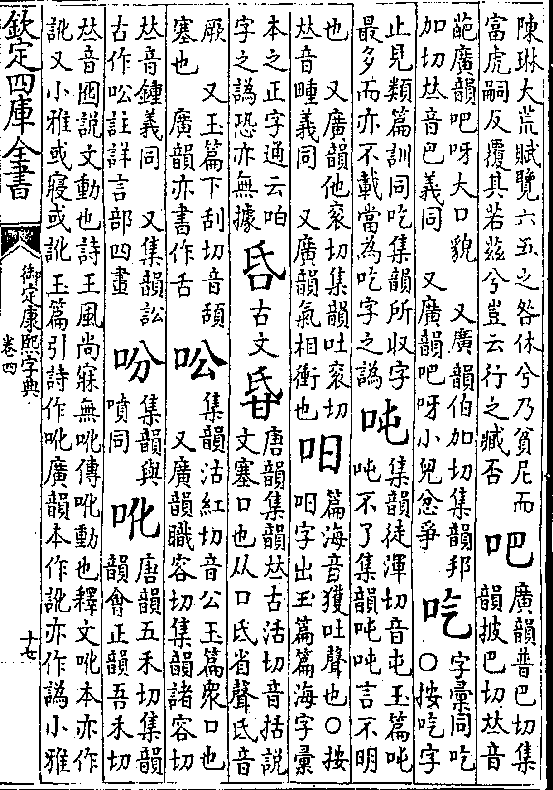 陳琳大荒賦覽六五之咎休兮乃貧尼而
富虎嗣反覆其若茲兮豈云行之臧否
吧
廣韻普巴切集
韻披巴切𠀤音
葩廣韻吧呀大口貌 又廣韻伯加切集韻邦
加切𠀤音巴義同 又廣韻吧呀小兒忿爭
吃
字彙同吃
○按吃字
止見類篇訓同吃集韻所收字
最多而亦不載當為吃字之譌
吨
集韻徒渾切音屯玉篇吨
吨不了集韻吨吨言不明
也 又廣韻他衮切集韻吐衮切
𠀤音畽義同 又廣韻氣相衝也
呾
篇海音獲吐聲也○按
呾字出玉篇篇海字彙
本之正字通云咟
字之譌恐亦無據
𠯑
古文𠯗
唐韻集韻𠀤古活切音括說
文塞口也从口氐省聲氐音
厥 又玉篇下刮切音頢
塞也 廣韻亦書作舌
吆
集韻沽紅切音公玉篇衆口也
又廣韻職容切集韻諸容切
𠀤音鍾義同 又集韻訟
古作吆註詳言部四畫
吩
集韻與
噴同
吪
唐韻五禾切集韻
韻會正韻吾禾切
𠀤音囮說文動也詩王風尚寐無吪傳吪動也釋文吪本亦作
訛又小雅或寢或訛玉篇引詩作吪廣韻本作訛亦作譌小雅
欽定四庫全書
御定康熙字典
卷四
十七